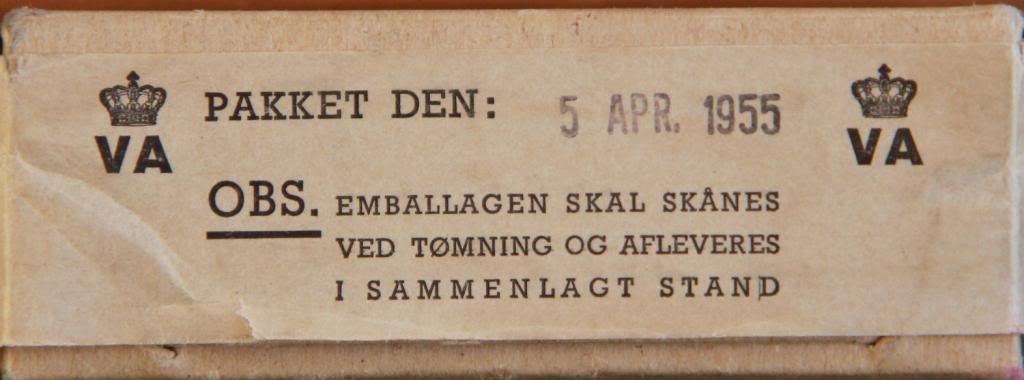 VA PAKKET DEN: 5 APR. 1955 VA
OBS. EMBALLAGEN SKAL SKÅNES
VED TØMNING OG AFLEVERES
I SAMMENLAGT STAND